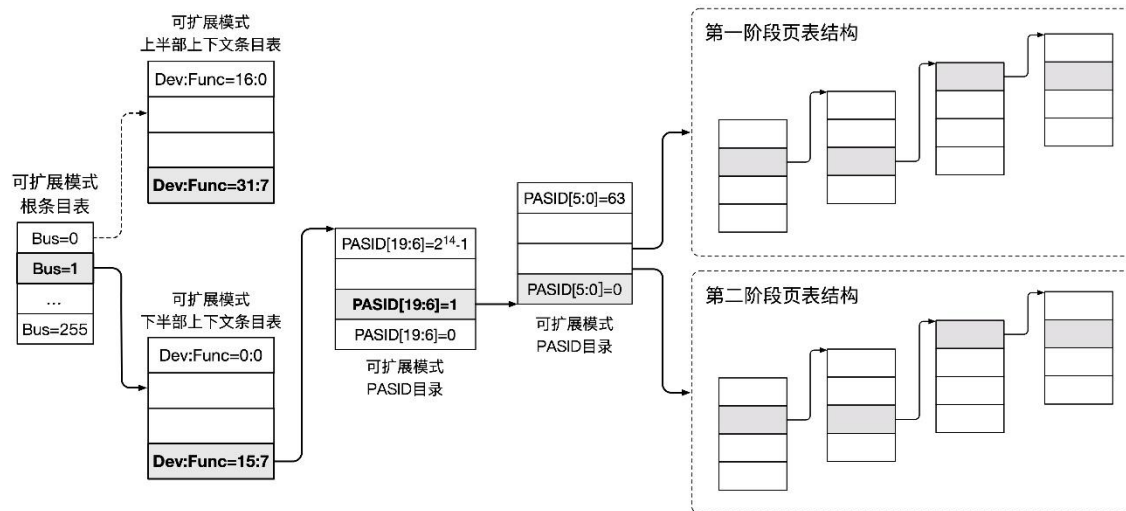 可扩展模式
上半部上下文条目表
Dev:Func=16:0
Dev:Func=31:7
可扩展模式
根条目表
Bus=0
Bus=1
...
Bus=255
可扩展模式
下半部上下文条目表
Dev:Func=0:0
Dev:Func=15:7
PASID[19:6]=2¹⁴-1
PASID[19:6]=1
PASID[19:6]=0
可扩展模式
PASID目录
PASID[5:0]=63
PASID[5:0]=0
可扩展模式
PASID目录
第一阶段页表结构
第二阶段页表结构